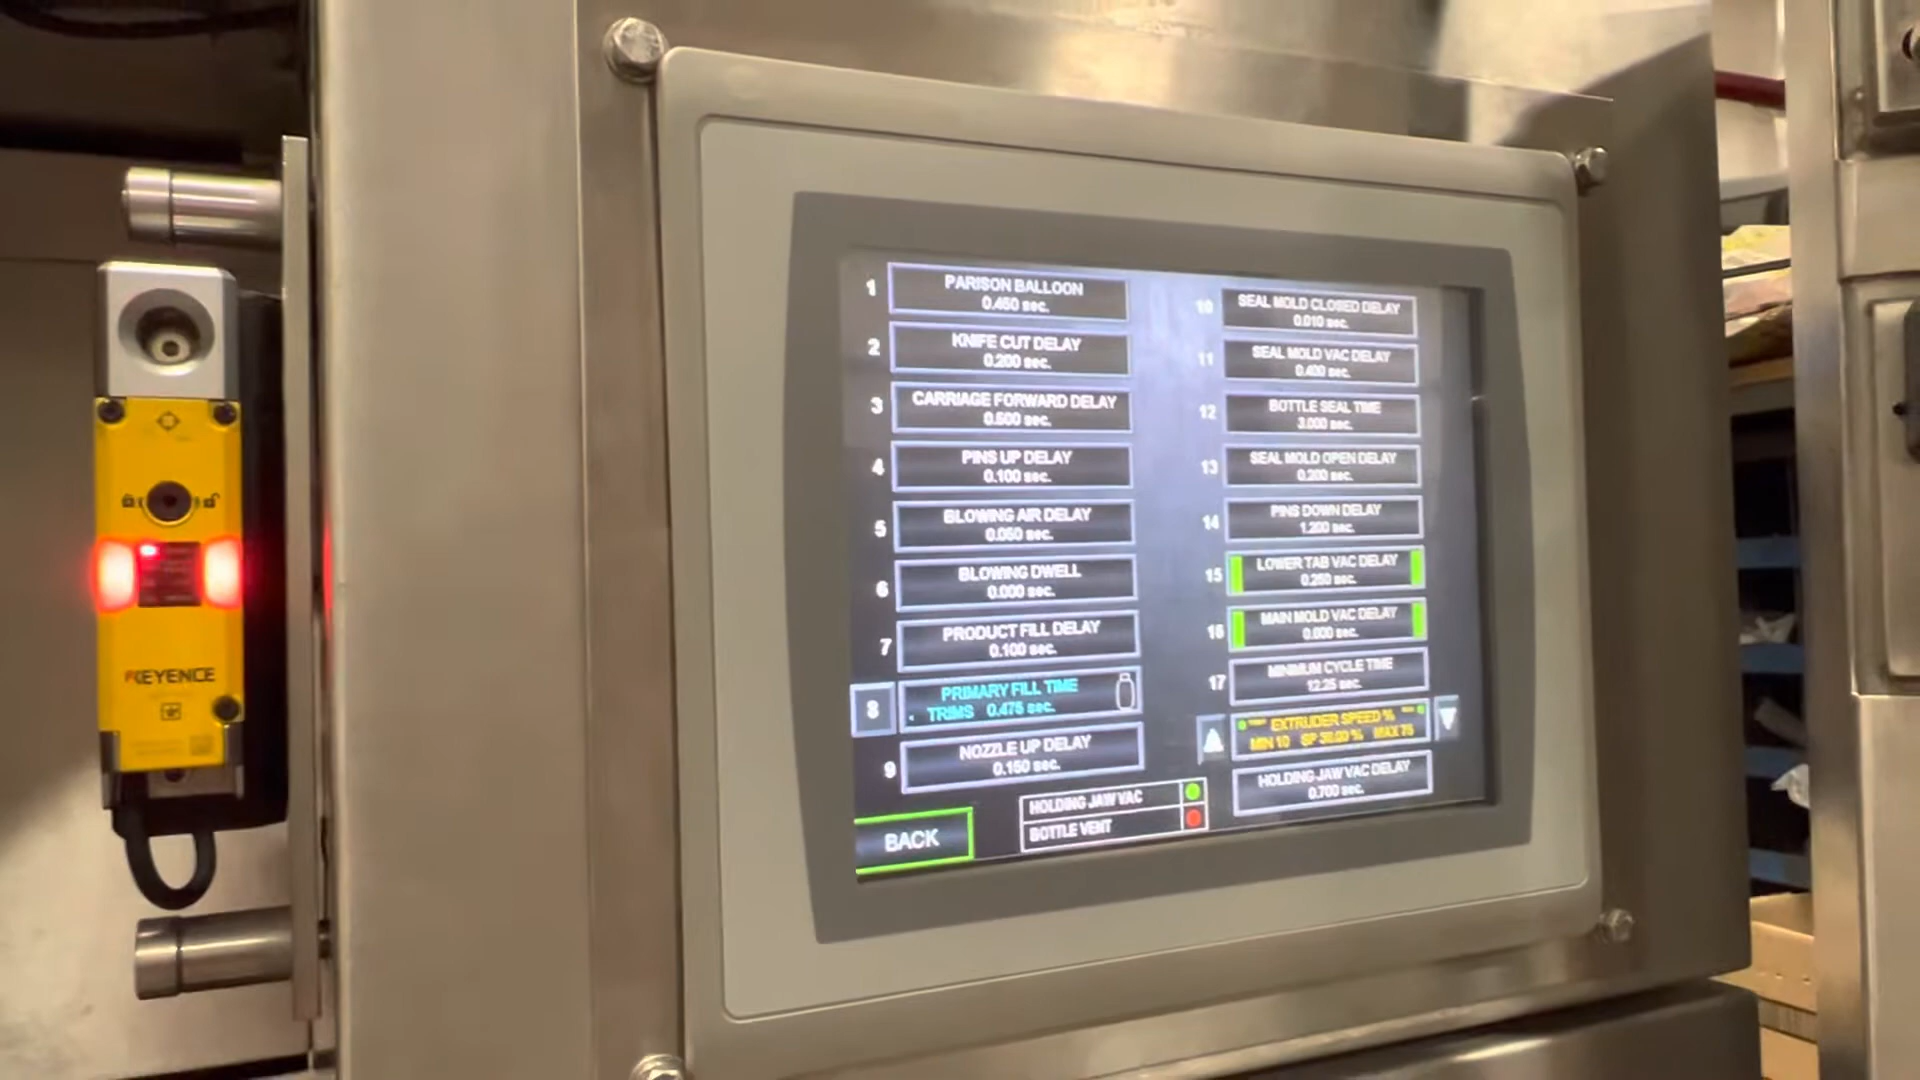 1
PARISON BALLOON
0.450 sec.
2
KNIFE CUT DELAY
0.200 sec.
3
CARRIAGE FORWARD DELAY
0.500 sec.
4
PINS UP DELAY
0.100 sec.
5
BLOWING AIR DELAY
0.050 sec.
6
BLOWING DWELL
0.000 sec.
7
PRODUCT FILL DELAY
0.100 sec.
8
PRIMARY FILL TIME
TRIMS 0.475 sec.
9
NOZZLE UP DELAY
0.150 sec.
10
SEAL MOLD CLOSED DELAY
0.010 sec.
11
SEAL MOLD VAC DELAY
0.400 sec.
12
BOTTLE SEAL TIME
3.000 sec.
13
SEAL MOLD OPEN DELAY
0.200 sec.
14
PINS DOWN DELAY
1.200 sec.
15
LOWER TAB VAC DELAY
0.250 sec.
16
MAIN MOLD VAC DELAY
0.000 sec.
17
MINIMUM CYCLE TIME
12.25 sec.
EXTRUDER SPEED %
MIN 10 SP 38.00 % MAX 75
HOLDING JAW VAC DELAY
0.700 sec.
HOLDING JAW VAC
BOTTLE VENT
BACK
KEYENCE